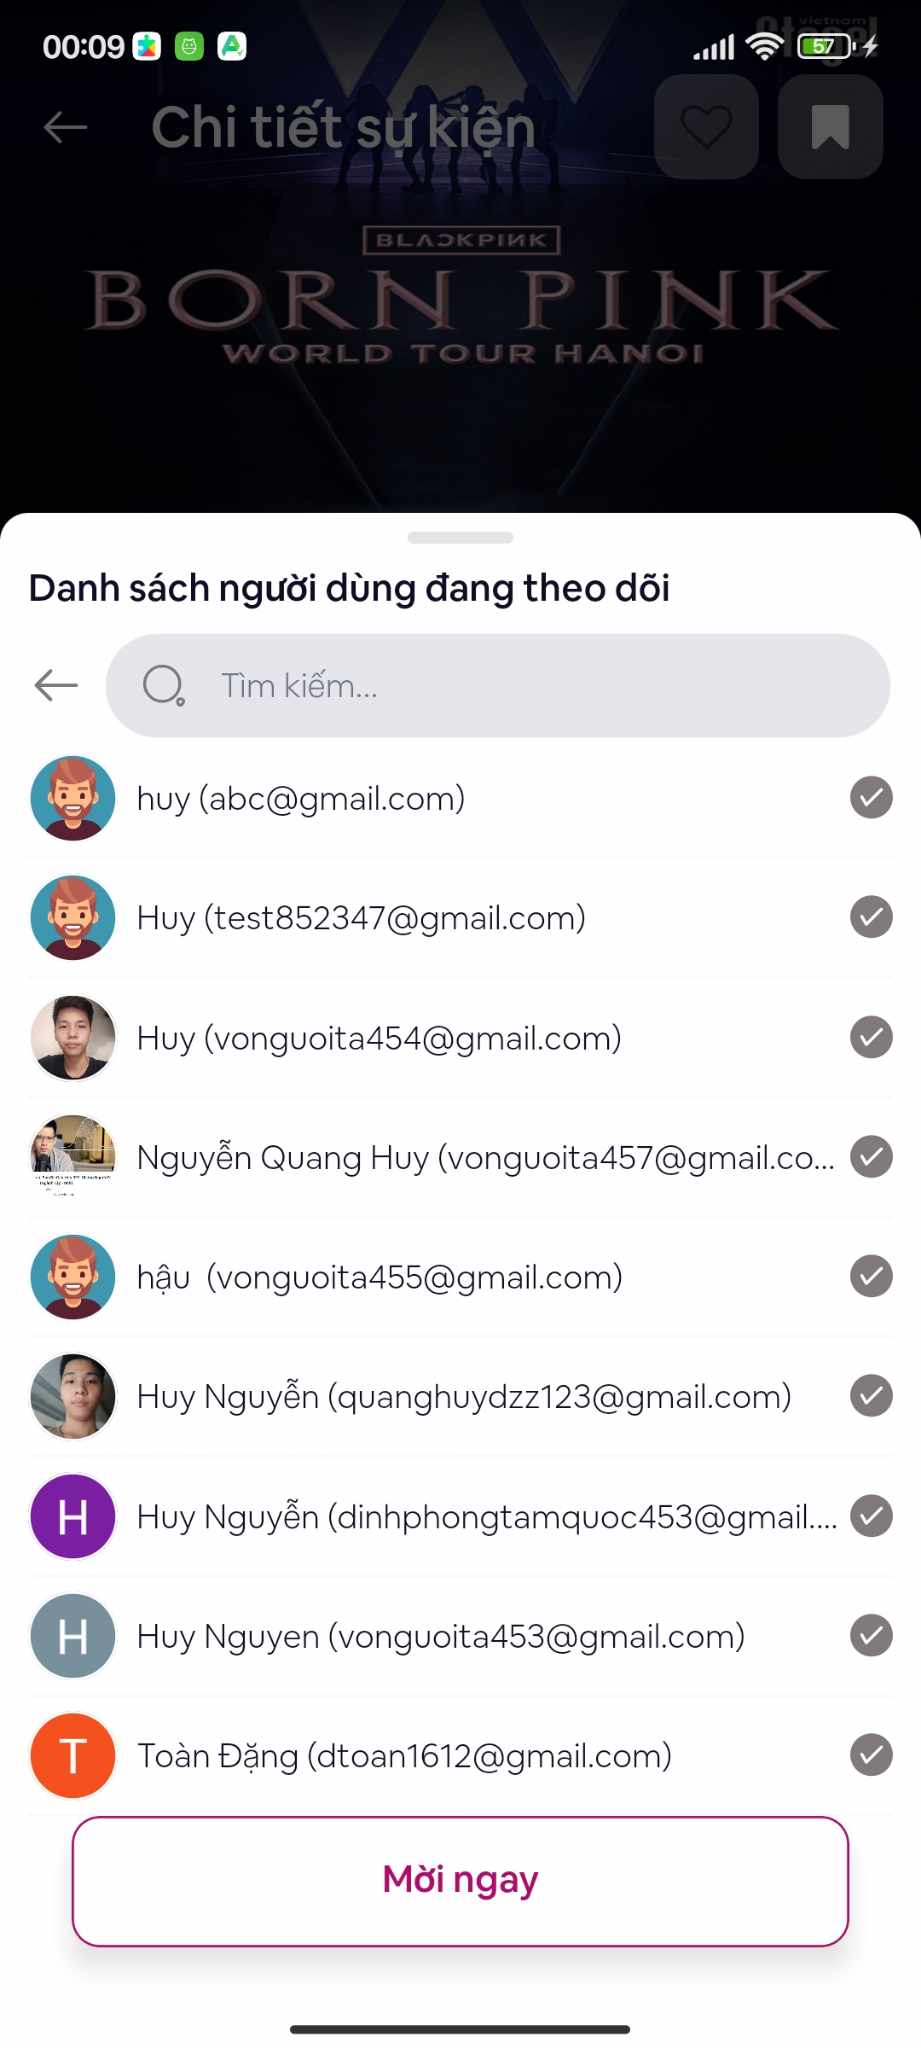 00:09
57
vietnam
Chi tiết sự kiện
BLACKPINK
BORN PINK
WORLD TOUR HANOI
Danh sách người dùng đang theo dõi
Tìm kiếm...
huy (abc@gmail.com)
Huy (test852347@gmail.com)
Huy (vonguoita454@gmail.com)
Nguyễn Quang Huy (vonguoita457@gmail.co...
hậu (vonguoita455@gmail.com)
Huy Nguyễn (quanghuydzz123@gmail.com)
H
Huy Nguyễn (dinhphongtamquoc453@gmail....
H
Huy Nguyen (vonguoita453@gmail.com)
T
Toàn Đặng (dtoan1612@gmail.com)
Mời ngay